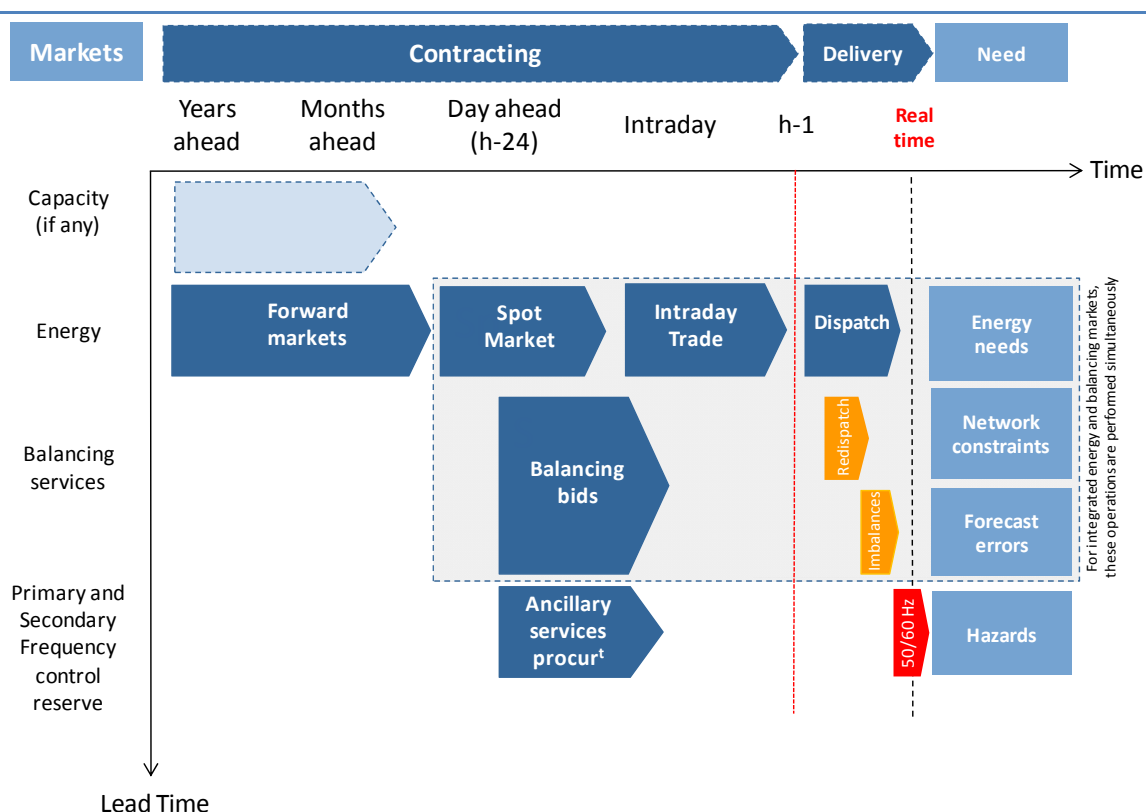 Markets
Contracting
Delivery
Need
Years
ahead
Months
ahead
Day ahead
(h-24)
Intraday
h-1
Real
time
Time
Capacity
(if any)
Energy
Forward
markets
Spot
Market
Intraday
Trade
Dispatch
Energy
needs
Balancing
services
Balancing
bids
Redispatch
Network
constraints
Imbalances
Forecast
errors
For integrated energy and balancing markets,
these operations are performed simultaneously
Primary and
Secondary
Frequency
control
reserve
Ancillary
services
procurᵗ
50/60 Hz
Hazards
Lead Time